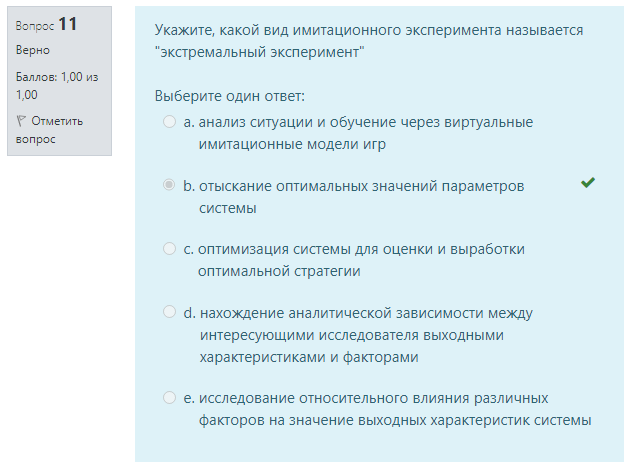 Вопрос 11
Верно
Баллов: 1,00 из
1,00
Отметить
вопрос
Укажите, какой вид имитационного эксперимента называется
"экстремальный эксперимент"
Выберите один ответ:
a. анализ ситуации и обучение через виртуальные
имитационные модели игр
b. отыскание оптимальных значений параметров
системы
c. оптимизация системы для оценки и выработки
оптимальной стратегии
d. нахождение аналитической зависимости между
интересующими исследователя выходными
характеристиками и факторами
e. исследование относительного влияния различных
факторов на значение выходных характеристик системы